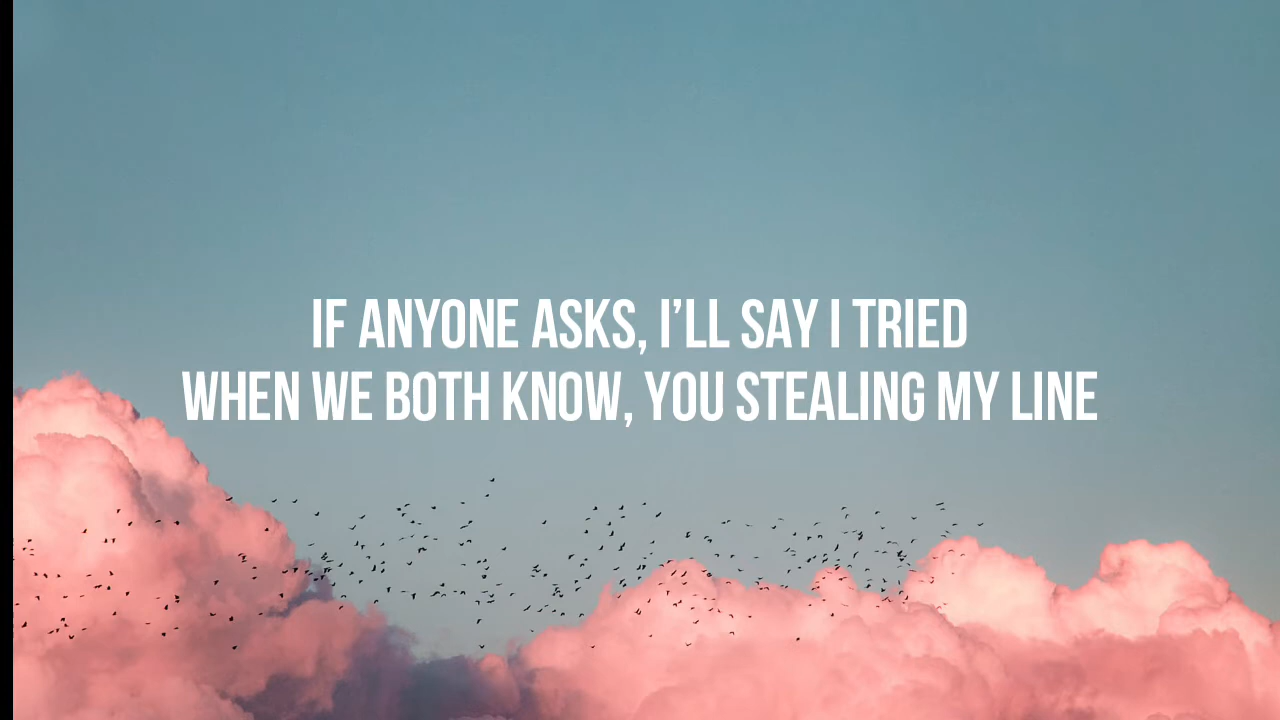 IF ANYONE ASKS, I’LL SAY I TRIED
WHEN WE BOTH KNOW, YOU STEALING MY LINE